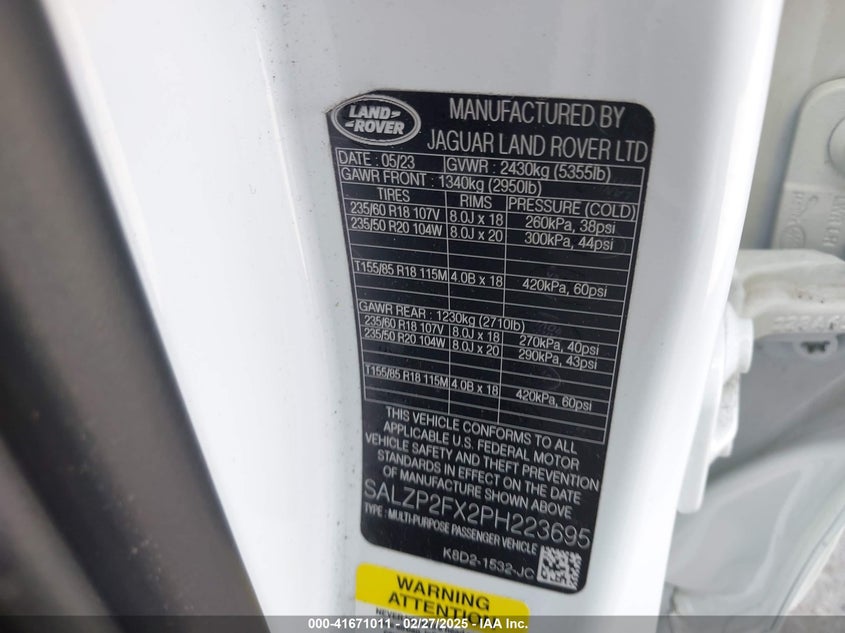 LAND-
-ROVER
MANUFACTURED BY
JAGUAR LAND ROVER LTD
DATE : 05/23 GVWR : 2430kg (5355lb)
GAWR FRONT : 1340kg (2950lb)
TIRES RIMS PRESSURE (COLD)
235/60 R18 107V 8.0J x 18 260kPa, 38psi
235/50 R20 104W 8.0J x 20 300kPa, 44psi
T155/85 R18 115M 4.0B x 18 420kPa, 60psi
GAWR REAR : 1230kg (2710lb)
235/60 R18 107V 8.0J x 18 270kPa, 40psi
235/50 R20 104W 8.0J x 20 290kPa, 43psi
T155/85 R18 115M 4.0B x 18 420kPa, 60psi
THIS VEHICLE CONFORMS TO ALL
APPLICABLE U.S. FEDERAL MOTOR
VEHICLE SAFETY AND THEFT PREVENTION
STANDARDS IN EFFECT ON THE DATE
OF MANUFACTURE SHOWN ABOVE
SALZP2FX2PH223695
TYPE : MULTI-PURPOSE PASSENGER VEHICLE
K8D2-1532-JC
WARNING
ATTENTION
000-41671011 - 02/27/2025 - IAA Inc.